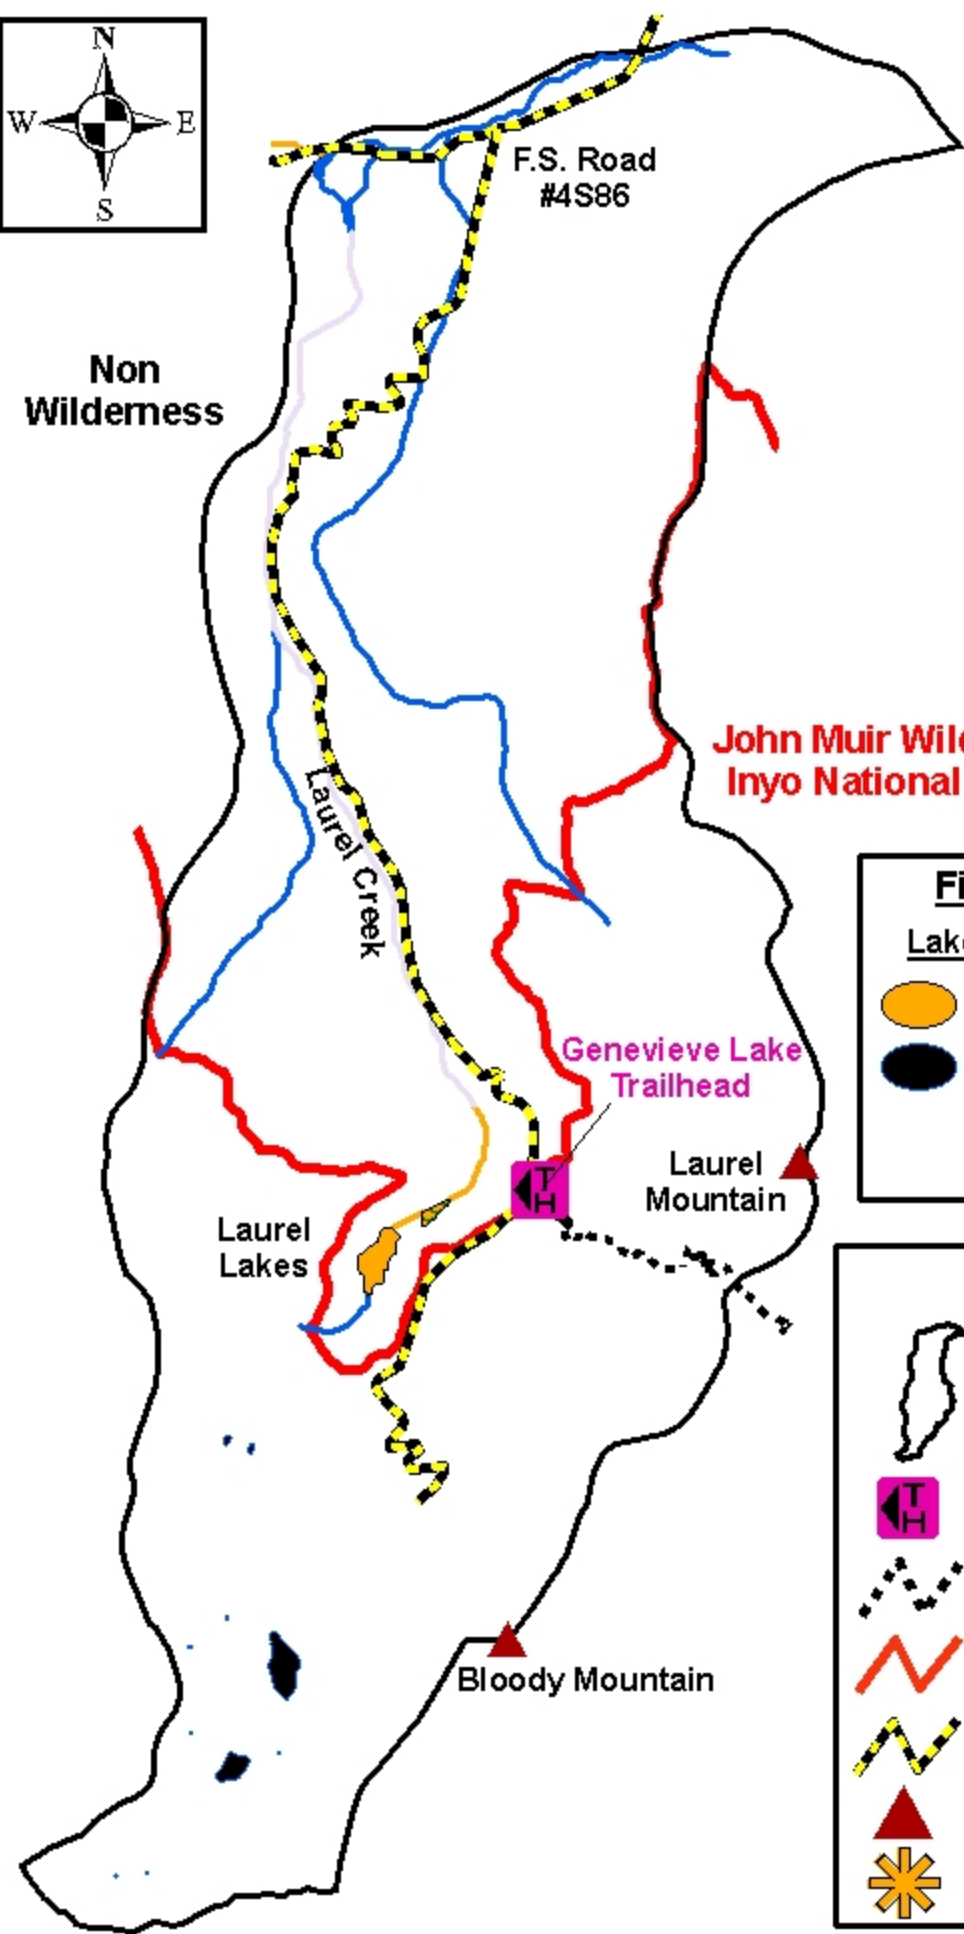 N
W E
S
F.S. Road
#4S86
Non
Wilderness
John Muir
Inyo National
Laurel Creek
Genevieve Lake
Trailhead
T
H
Laurel
Mountain
Laurel
Lakes
T
H
Bloody Mountain